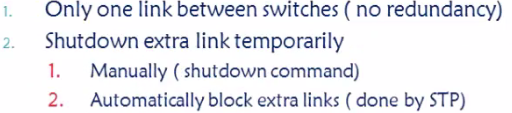 1. Only one link between switches ( no redundancy)
2. Shutdown extra link temporarily
1. Manually ( shutdown command)
2. Automatically block extra links ( done by STP)